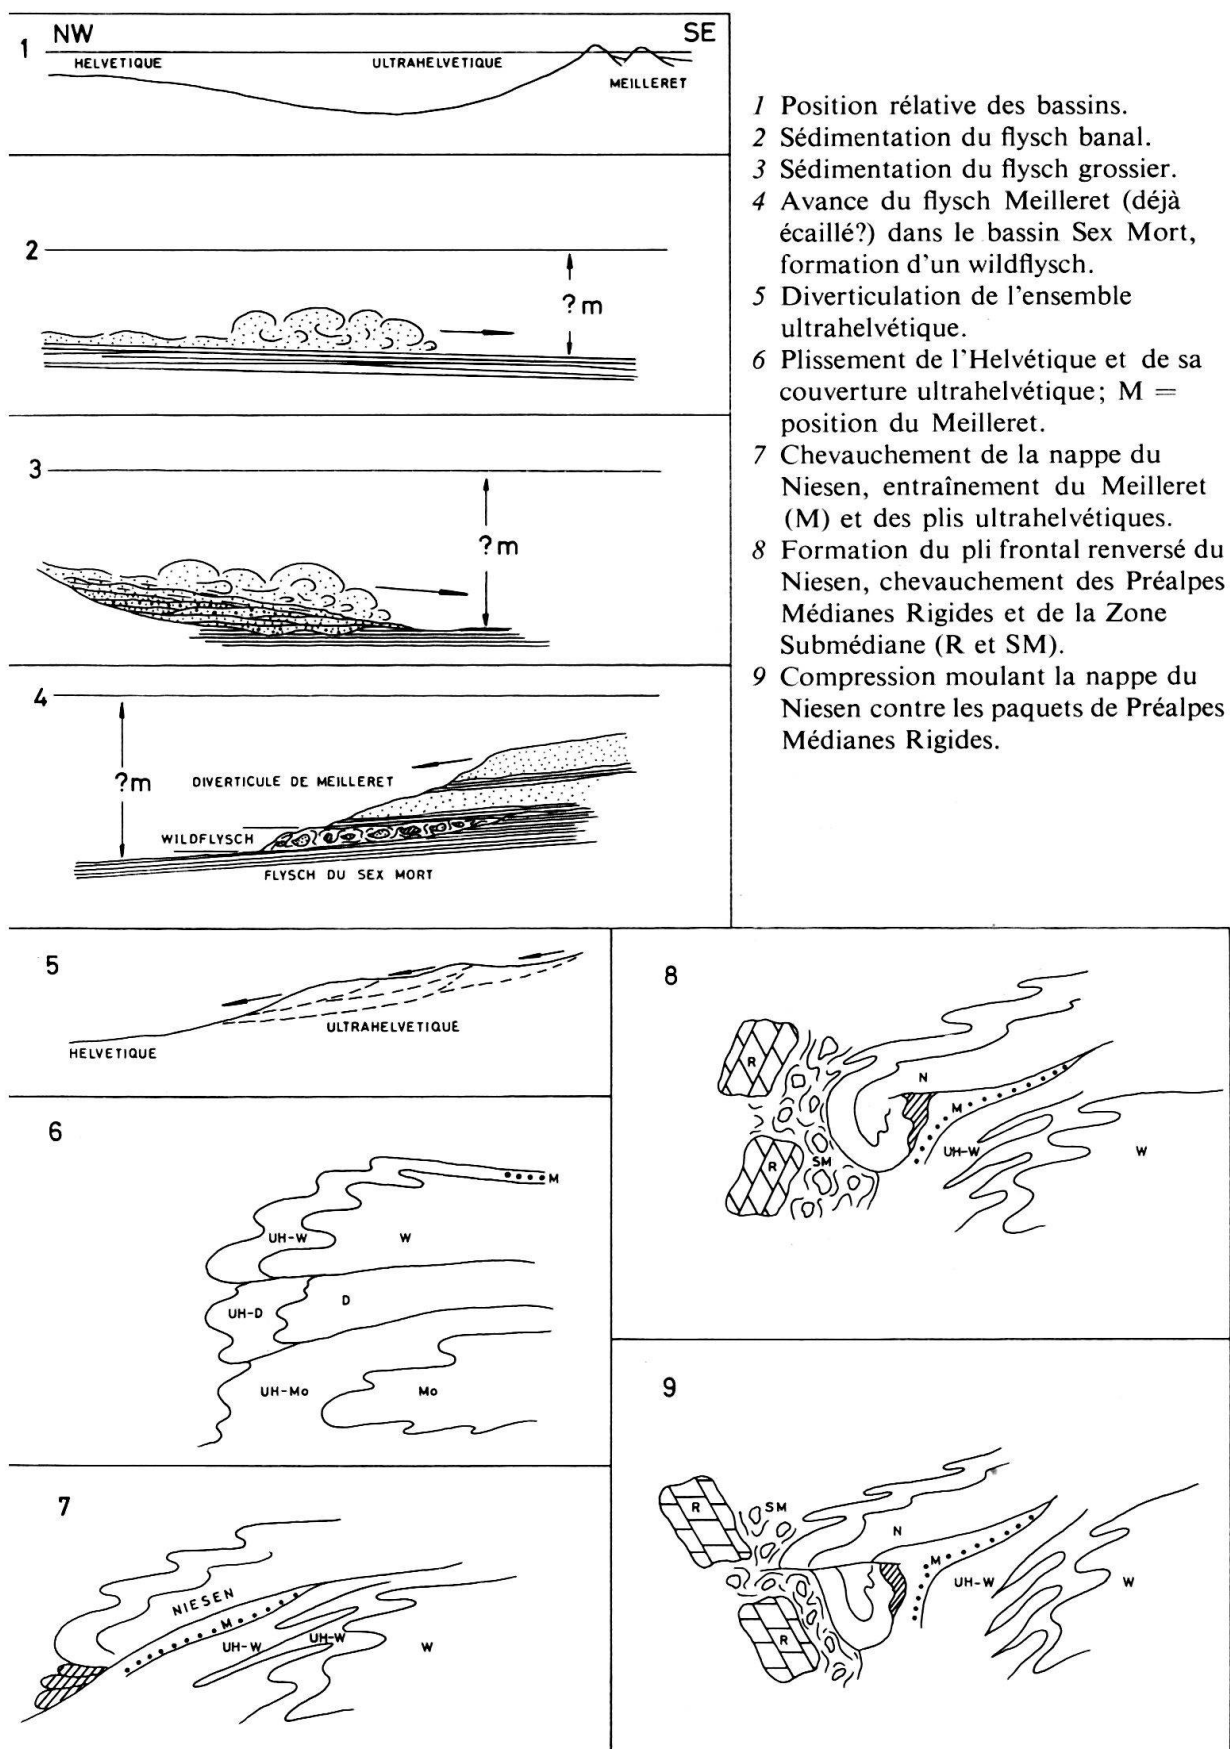 1
NW
SE
HELVETIQUE
ULTRAHELVETIQUE
MEILLERET
2
?m
3
?m
4
?m
DIVERTICULE DE MEILLERET
WILDFLYSCH
FLYSCH DU SEX MORT
1 Position rélative des bassins.
2 Sédimentation du flysch banal.
3 Sédimentation du flysch grossier.
4 Avance du flysch Meilleret (déjà
écaillé?) dans le bassin Sex Mort,
formation d'un wildflysch.
5 Diverticulation de l'ensemble
ultrahelvétique.
6 Plissement de l'Helvétique et de sa
couverture ultrahelvétique; M =
position du Meilleret.
7 Chevauchement de la nappe du
Niesen, entraînement du Meilleret
(M) et des plis ultrahelvétiques.
8 Formation du pli frontal renversé du
Niesen, chevauchement des Préalpes
Médianes Rigides et de la Zone
Submédiane (R et SM).
9 Compression moulant la nappe du
Niesen contre les paquets de Préalpes
Médianes Rigides.
5
HELVETIQUE
ULTRAHELVETIQUE
6
M
UH-W
W
UH-D
D
UH-Mo
Mo
7
NIESEN
M
UH-W
UH-W
W
8
R
N
M
R
SM
UH-W
W
9
R
SM
N
M
UH-W
W
R